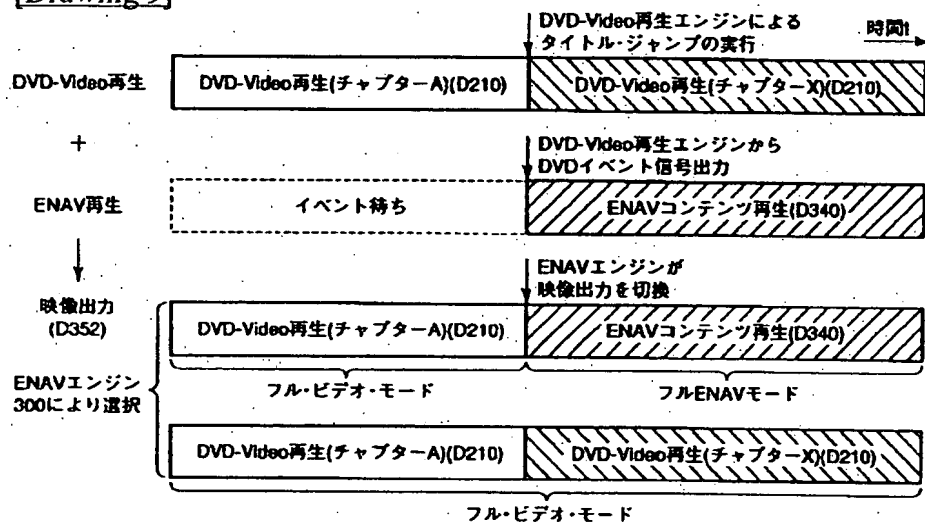 [Drawing 9]
DVD-Video再生エンジンによる
タイトル・ジャンプの実行
時間t
DVD-Video再生
DVD-Video再生(チャプターA)(D210)
DVD-Video再生(チャプターX)(D210)
+
DVD-Video再生エンジンから
DVDイベント信号出力
ENAV再生
イベント待ち
ENAVコンテンツ再生(D340)
ENAVエンジンが
映像出力を切換
映像出力
(D352)
DVD-Video再生(チャプターA)(D210)
ENAVコンテンツ再生(D340)
フル・ビデオ・モード
フルENAVモード
ENAVエンジン
300により選択
DVD-Video再生(チャプターA)(D210)
DVD-Video再生(チャプターX)(D210)
フル・ビデオ・モード